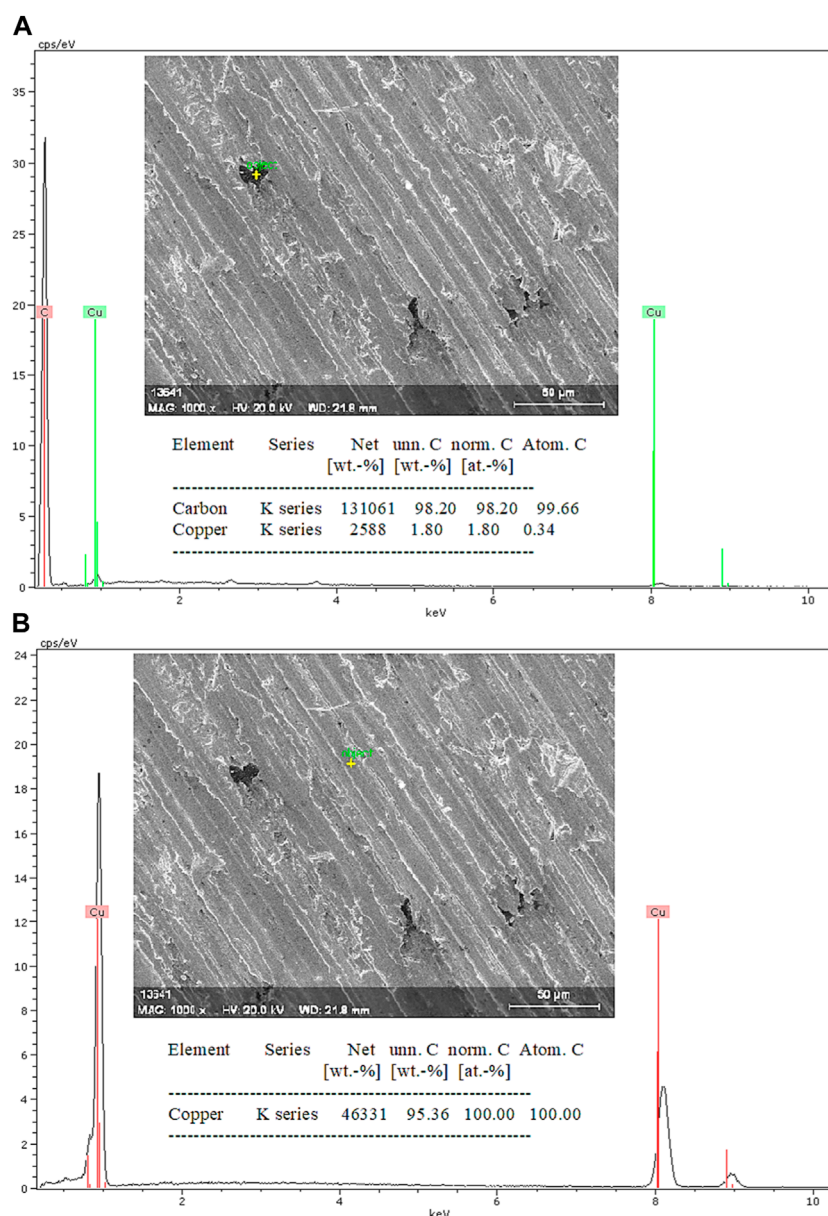 A
cps/eV
35
30
25
20
15
10
5
0
C
Cu
Cu
13641
MAG: 1000 x HV: 20.0 kV WD: 21.8 mm
50 µm
Element Series Net unn. C norm. C Atom. C
[wt.-%] [wt.-%] [at.-%]
Carbon K series 131061 98.20 98.20 99.66
Copper K series 2588 1.80 1.80 0.34
2 4 6 8 10
keV
B
cps/eV
24
22
20
18
16
14
12
10
8
6
4
2
0
Cu
Cu
13641
MAG: 1000 x HV: 20.0 kV WD: 21.8 mm
50 µm
Element Series Net unn. C norm. C Atom. C
[wt.-%] [wt.-%] [at.-%]
Copper K series 46331 95.36 100.00 100.00
2 4 6 8 10
keV